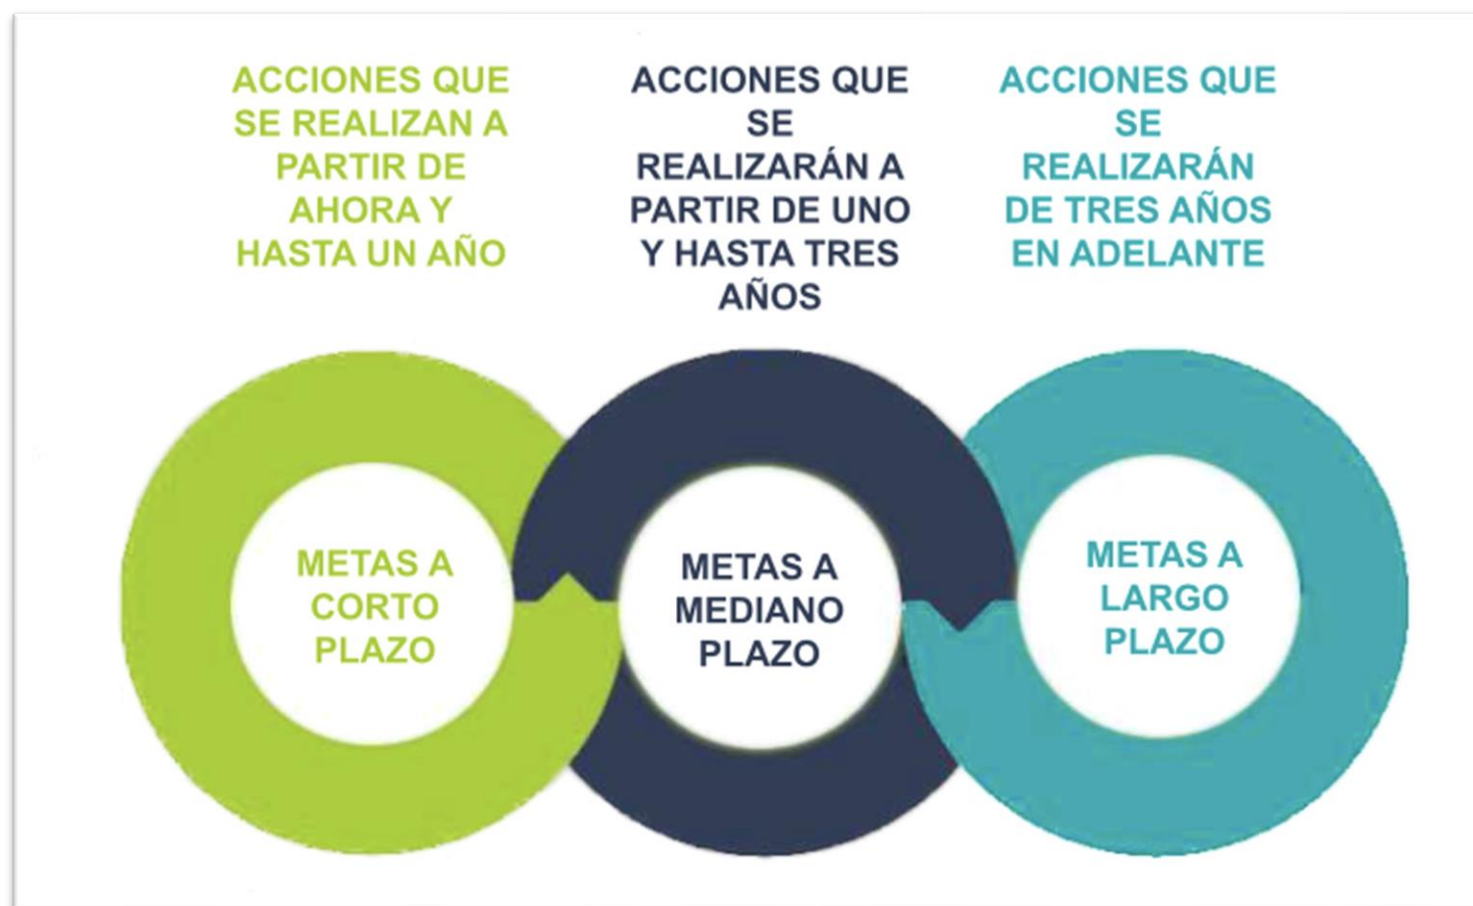 ACCIONES QUE
SE REALIZAN A
PARTIR DE
AHORA Y
HASTA UN AÑO
ACCIONES QUE
SE
REALIZARÁN A
PARTIR DE UNO
Y HASTA TRES
AÑOS
ACCIONES QUE
SE
REALIZARÁN
DE TRES AÑOS
EN ADELANTE
METAS A
CORTO
PLAZO
METAS A
MEDIANO
PLAZO
METAS A
LARGO
PLAZO